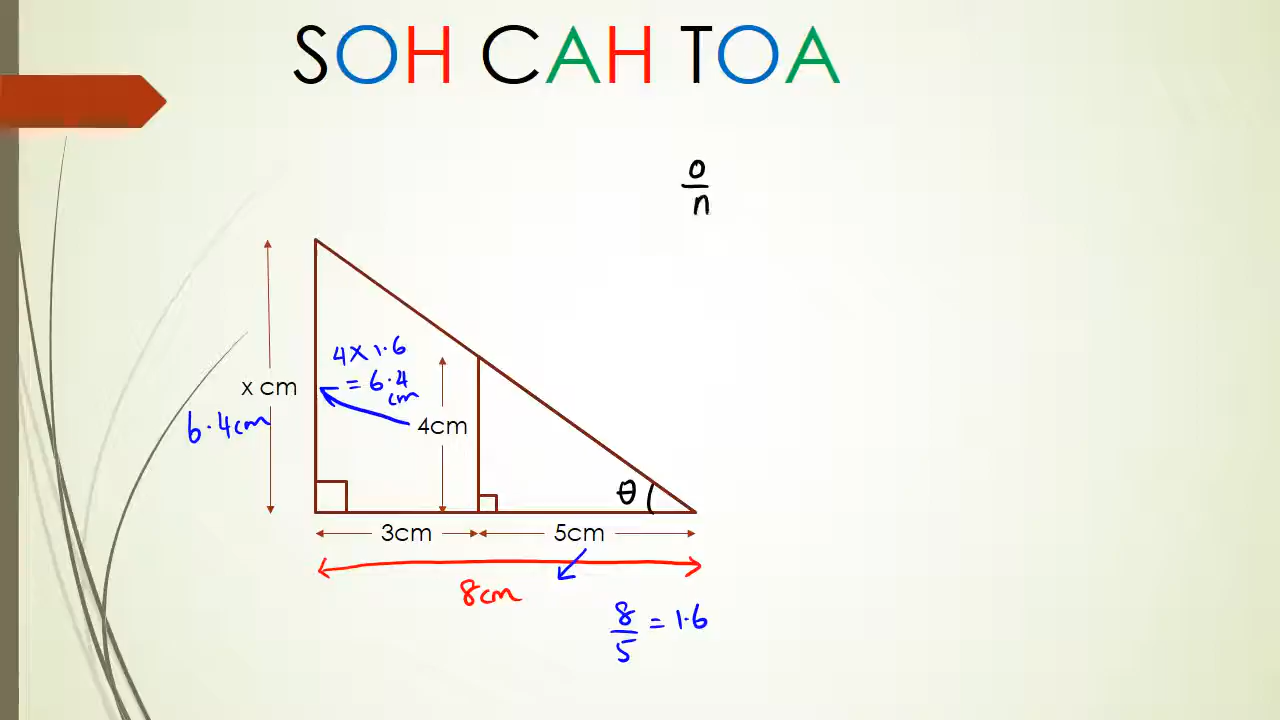 SOH CAH TOA
o
n
4 × 1.6
= 6.4
cm
x cm
6.4cm
4cm
θ
3cm
5cm
8cm
8
5
= 1.6